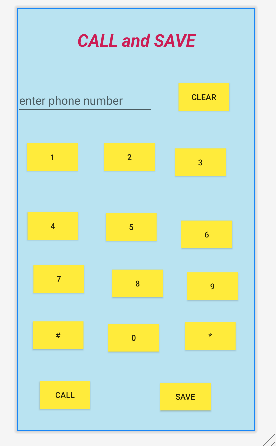 CALL and SAVE
enter phone number CLEAR
1 2 3
4 5 6
7 8 9
# 0 *
CALL SAVE